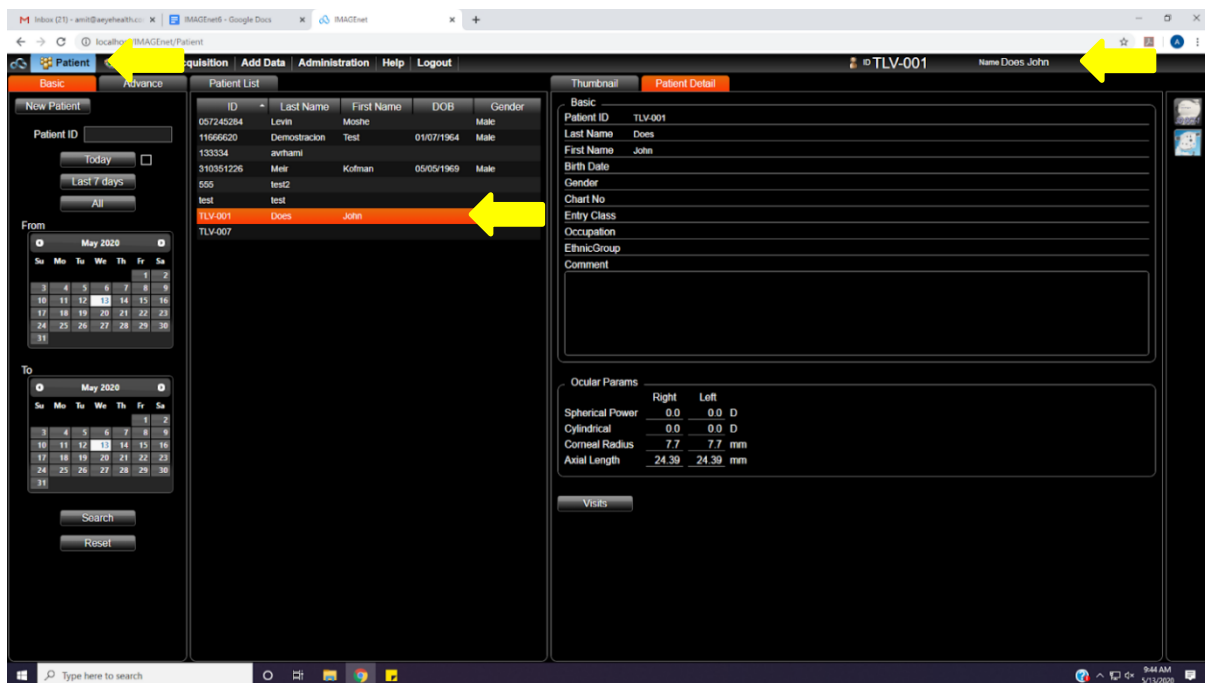 Inbox (21) - amit@aeyehealth.co IMAGEnet6 - Google Docs IMAGEnet
localhos /IMAGEnet/Patient
Patient quisition Add Data Administration Help Logout ID TLV-001 Name Does John
Basic Advance Patient List Thumbnail Patient Detail
New Patient
Patient ID
Today
Last 7 days
All
From
May 2020
Su Mo Tu We Th Fr Sa
1 2
3 4 5 6 7 8 9
10 11 12 13 14 15 16
17 18 19 20 21 22 23
24 25 26 27 28 29 30
31
To
May 2020
Su Mo Tu We Th Fr Sa
1 2
3 4 5 6 7 8 9
10 11 12 13 14 15 16
17 18 19 20 21 22 23
24 25 26 27 28 29 30
31
Search
Reset
ID Last Name First Name DOB Gender
057245264 Levin Moshe Male
11666620 Demostracion Test 01/07/1964 Male
133334 avrhami
310351226 Meir Kofman 05/05/1969 Male
555 test2
test test
TLV-001 Does John
TLV-007
Basic
Patient ID TLV-001
Last Name Does
First Name John
Birth Date
Gender
Chart No
Entry Class
Occupation
EthnicGroup
Comment
Ocular Params
Right Left
Spherical Power 0.0 0.0 D
Cylindrical 0.0 0.0 D
Corneal Radius 7.7 7.7 mm
Axial Length 24.39 24.39 mm
Visits
Type here to search
9:44 AM
5/13/2020